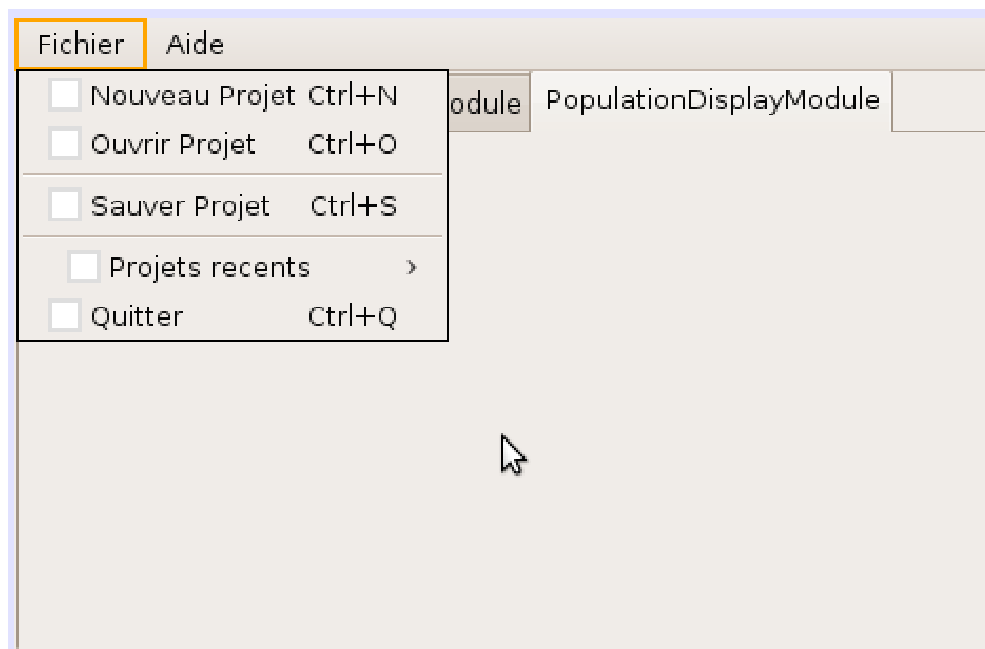 Fichier Aide
odule PopulationDisplayModule
Nouveau Projet Ctrl+N
Ouvrir Projet Ctrl+O
Sauver Projet Ctrl+S
Projets recents ›
Quitter Ctrl+Q